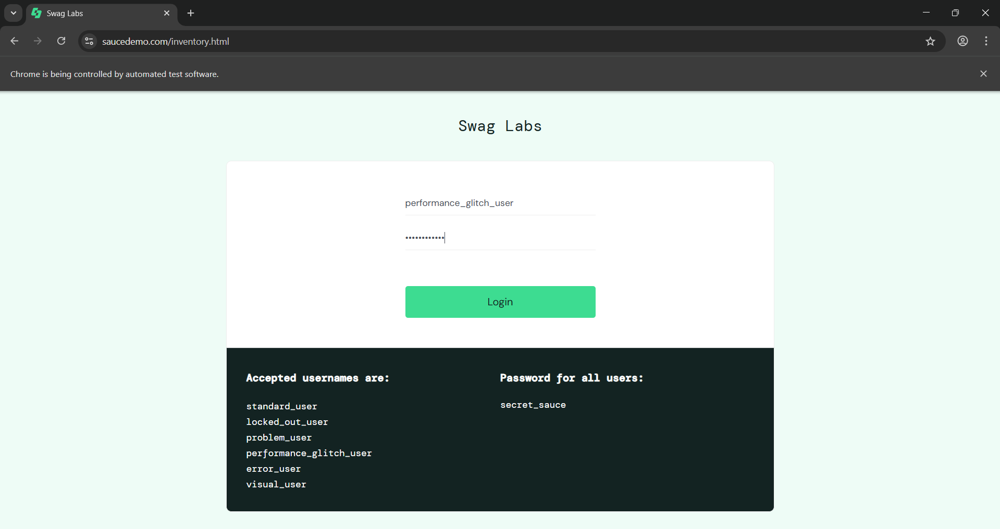 Swag Labs
saucedemo.com/inventory.html
Chrome is being controlled by automated test software.
Swag Labs
performance_glitch_user
••••••••••••
Login
Accepted usernames are:
standard_user
locked_out_user
problem_user
performance_glitch_user
error_user
visual_user
Password for all users:
secret_sauce